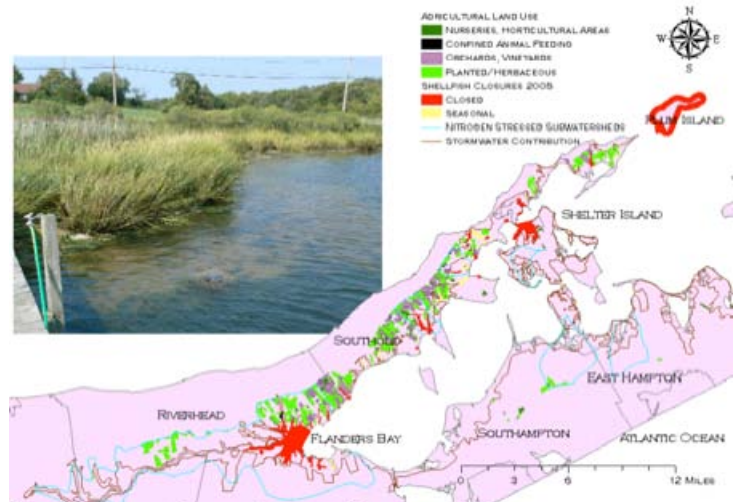 AGRICULTURAL LAND USE
NURSERIES, HORTICULTURAL AREAS
CONFINED ANIMAL FEEDING
ORCHARDS, VINEYARDS
PLANTED/HERBACEOUS
SHELLFISH CLOSURES 2005
CLOSED
SEASONAL
NITROGEN STRESSED SUBWATERSHEDS
STORMWATER CONTRIBUTION
N
W E
S
PLUM ISLAND
SHELTER ISLAND
SOUTHOLD
EAST HAMPTON
RIVERHEAD
FLANDERS BAY
SOUTHAMPTON
ATLANTIC OCEAN
0 3 6 12
MILES